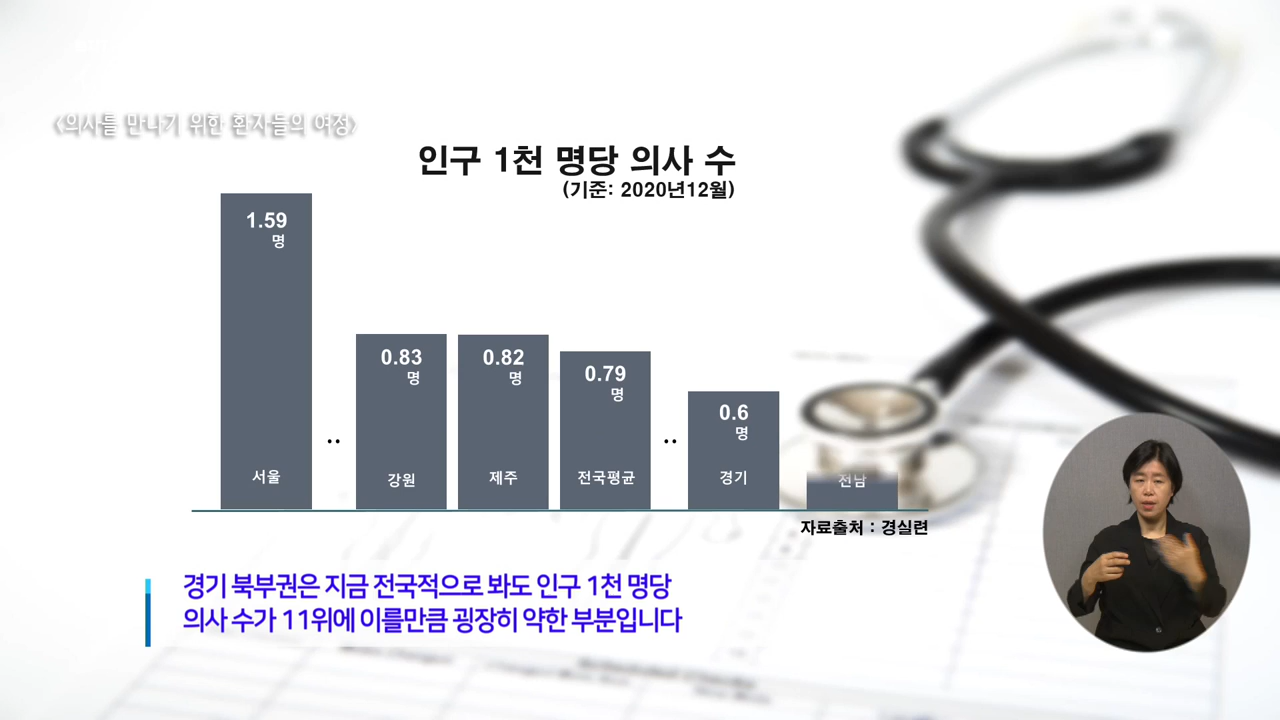 <의사를 만나기 위한 환자들의 여정>
인구 1천 명당 의사 수
(기준: 2020년12월)
1.59
명
0.83
명
0.82
명
0.79
명
0.6
명
..
..
서울
강원
제주
전국평균
경기
전남
자료출처 : 경실련
경기 북부권은 지금 전국적으로 봐도 인구 1천 명당
의사 수가 11위에 이를만큼 굉장히 약한 부분입니다